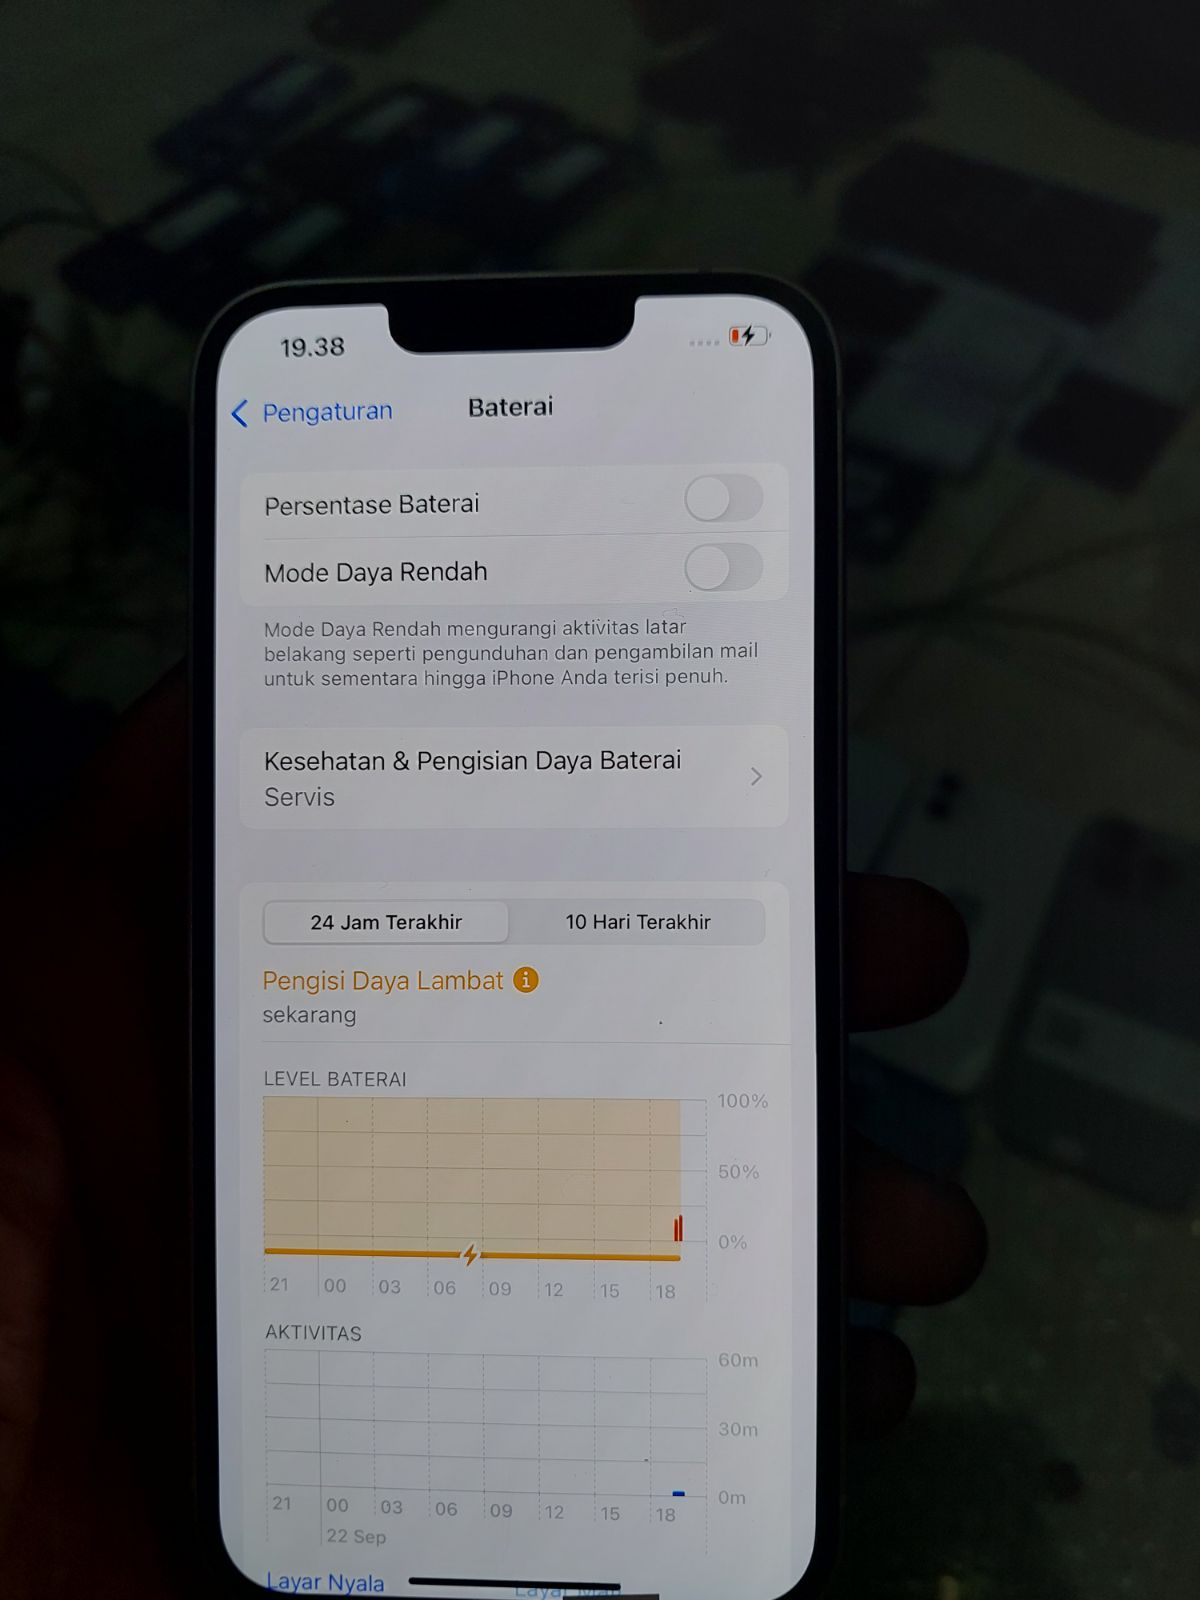 19.38
Pengaturan
Baterai
Persentase Baterai
Mode Daya Rendah
Mode Daya Rendah mengurangi aktivitas latar
belakang seperti pengunduhan dan pengambilan mail
untuk sementara hingga iPhone Anda terisi penuh.
Kesehatan & Pengisian Daya Baterai
Servis
24 Jam Terakhir
10 Hari Terakhir
Pengisi Daya Lambat
sekarang
LEVEL BATERAI
100%
50%
0%
21 00 03 06 09 12 15 18
AKTIVITAS
60m
30m
0m
21 00 03 06 09 12 15 18
22 Sep
Layar Nyala